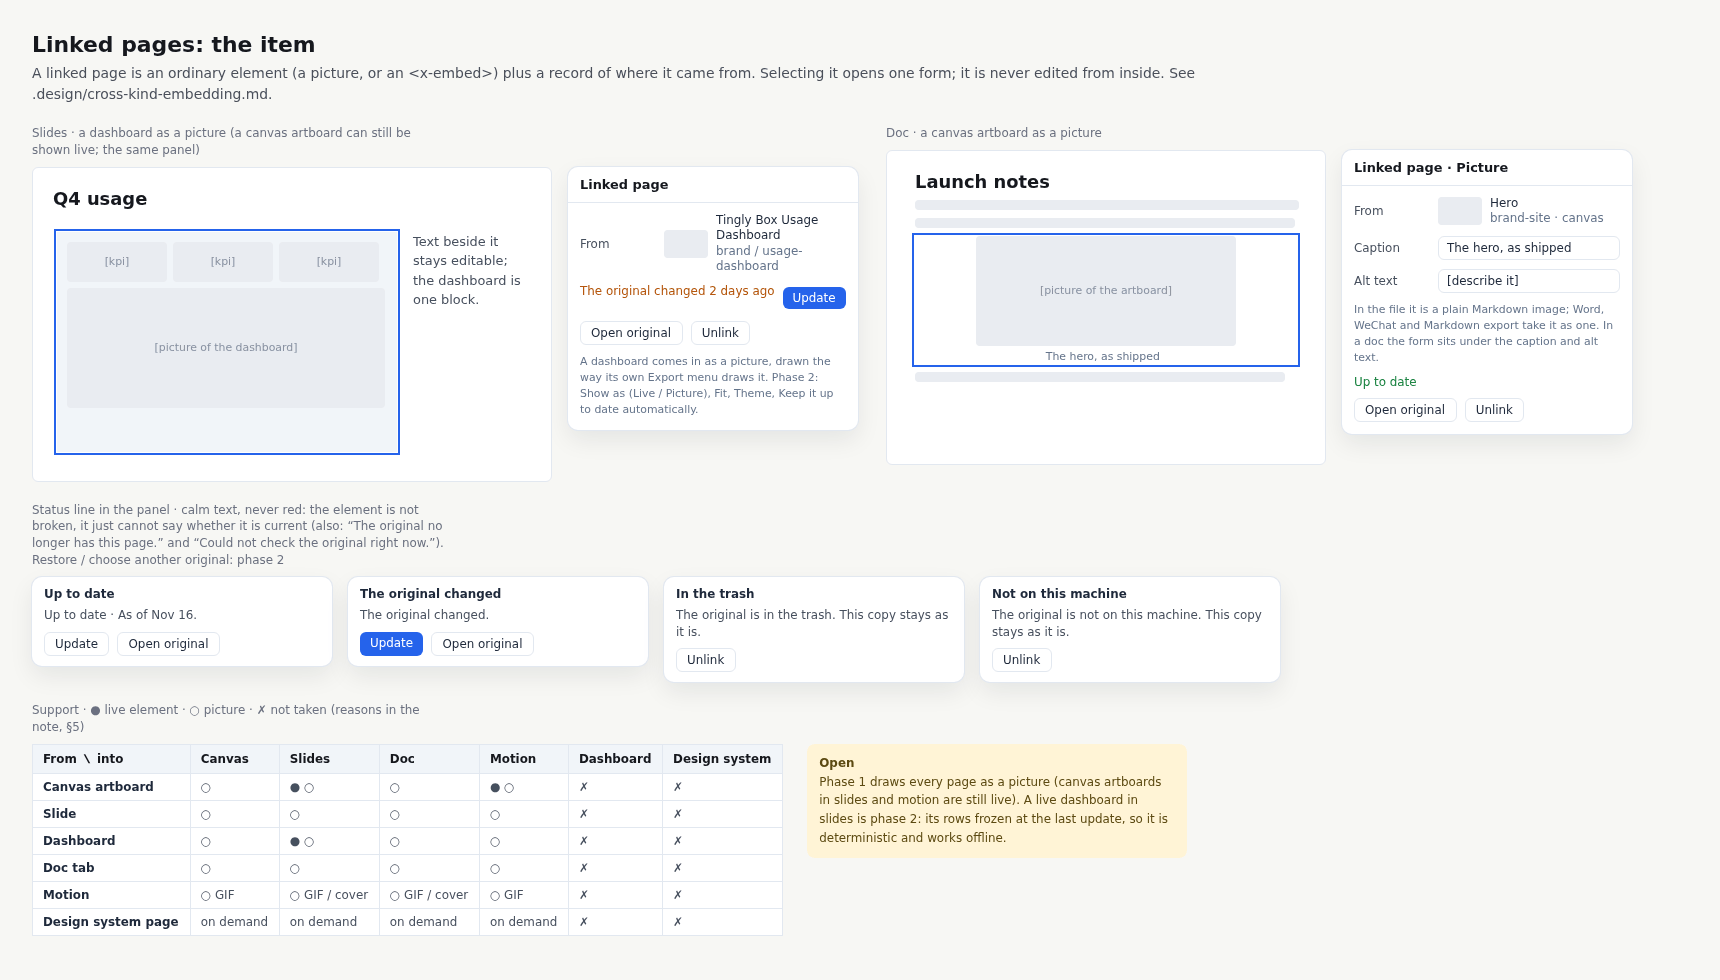 Linked pages: the item
A linked page is an ordinary element (a picture, or an <x-embed>) plus a record of where it came from. Selecting it opens one form; it is never edited from inside. See
.design/cross-kind-embedding.md.
Slides · a dashboard as a picture (a canvas artboard can still be
shown live; the same panel)
Q4 usage
[kpi] [kpi] [kpi]
[picture of the dashboard]
Text beside it
stays editable;
the dashboard is
one block.
Linked page
From
Tingly Box Usage
Dashboard
brand / usage-
dashboard
The original changed 2 days ago Update
Open original Unlink
A dashboard comes in as a picture, drawn the
way its own Export menu draws it. Phase 2:
Show as (Live / Picture), Fit, Theme, Keep it up
to date automatically.
Doc · a canvas artboard as a picture
Launch notes
[picture of the artboard]
The hero, as shipped
Linked page · Picture
From
Hero
brand-site · canvas
Caption The hero, as shipped
Alt text [describe it]
In the file it is a plain Markdown image; Word,
WeChat and Markdown export take it as one. In
a doc the form sits under the caption and alt
text.
Up to date
Open original Unlink
Status line in the panel · calm text, never red: the element is not
broken, it just cannot say whether it is current (also: “The original no
longer has this page.” and “Could not check the original right now.”).
Restore / choose another original: phase 2
Up to date
Up to date · As of Nov 16.
Update Open original
The original changed
The original changed.
Update Open original
In the trash
The original is in the trash. This copy stays as
it is.
Unlink
Not on this machine
The original is not on this machine. This copy
stays as it is.
Unlink
Support · ● live element · ○ picture · ✗ not taken (reasons in the
note, §5)
From \ into Canvas Slides Doc Motion Dashboard Design system
Canvas artboard ○ ● ○ ○ ● ○ ✗ ✗
Slide ○ ○ ○ ○ ✗ ✗
Dashboard ○ ● ○ ○ ○ ✗ ✗
Doc tab ○ ○ ○ ○ ✗ ✗
Motion ○ GIF ○ GIF / cover ○ GIF / cover ○ GIF ✗ ✗
Design system page on demand on demand on demand on demand ✗ ✗
Open
Phase 1 draws every page as a picture (canvas artboards
in slides and motion are still live). A live dashboard in
slides is phase 2: its rows frozen at the last update, so it is
deterministic and works offline.